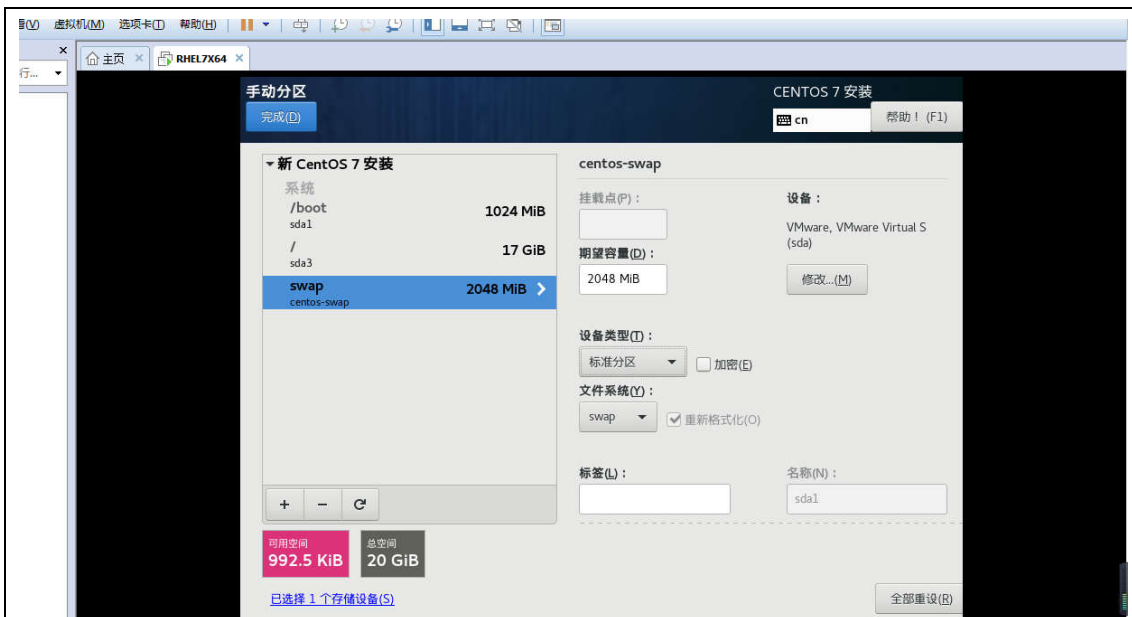 虚拟机(M) 选项卡(T) 帮助(H)
主页 RHEL7X64
行...
手动分区
CENTOS 7 安装
完成(D)
cn
帮助！(F1)
新 CentOS 7 安装
系统
/boot
1024 MiB
sda1
/
17 GiB
sda3
swap
2048 MiB
centos-swap
centos-swap
挂载点(P)：
设备：
VMware, VMware Virtual S
(sda)
期望容量(D)：
2048 MiB
修改...(M)
设备类型(T)：
标准分区
加密(E)
文件系统(Y)：
swap
重新格式化(O)
标签(L)：
名称(N)：
sda1
+ −
可用空间
992.5 KiB
总空间
20 GiB
已选择 1 个存储设备(S)
全部重设(R)